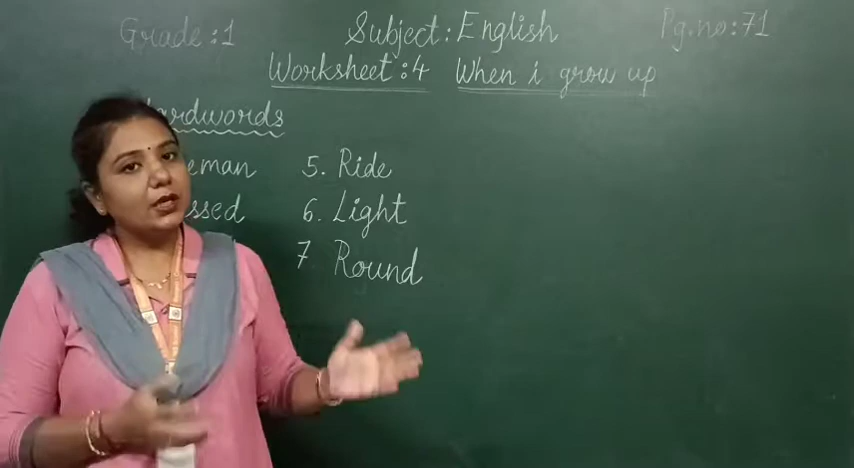 Grade :1 Subject: English Pg.no:71
Worksheet :4 When i grow up
5. Ride
6. Light
7 Round